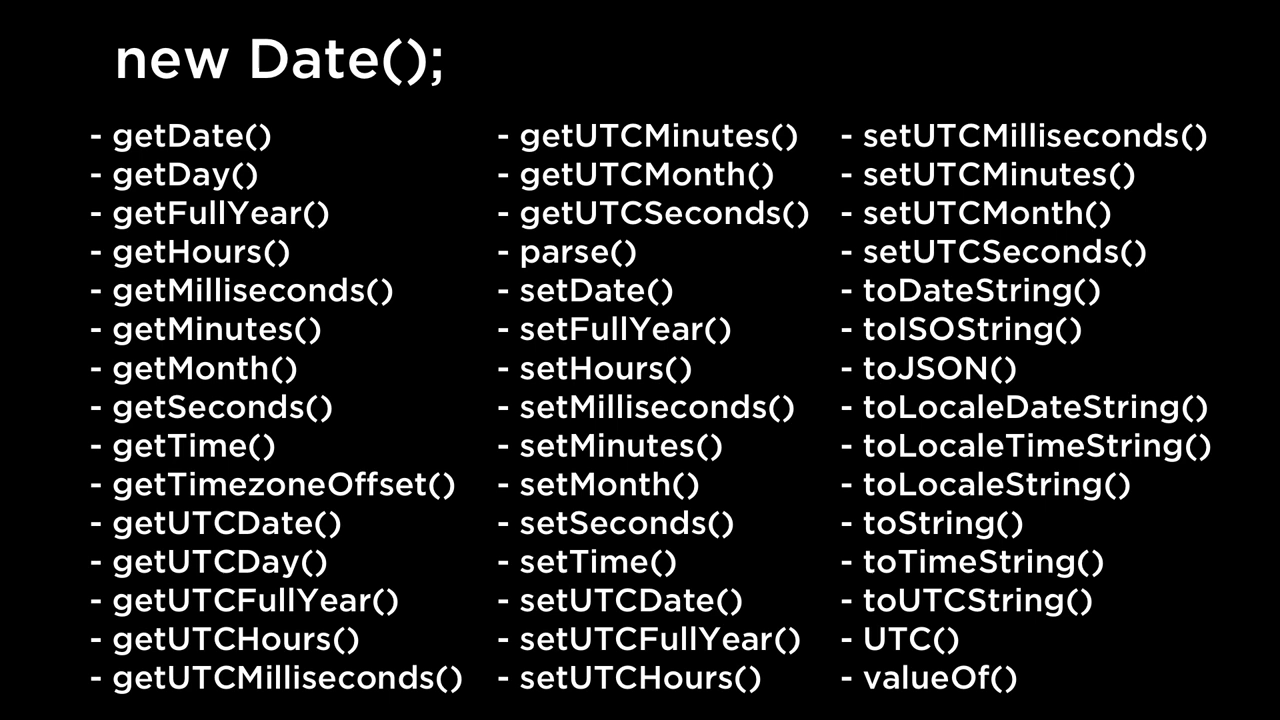 new Date();
- getDate()
- getDay()
- getFullYear()
- getHours()
- getMilliseconds()
- getMinutes()
- getMonth()
- getSeconds()
- getTime()
- getTimezoneOffset()
- getUTCDate()
- getUTCDay()
- getUTCFullYear()
- getUTCHours()
- getUTCMilliseconds()
- getUTCMinutes()
- getUTCMonth()
- getUTCSeconds()
- parse()
- setDate()
- setFullYear()
- setHours()
- setMilliseconds()
- setMinutes()
- setMonth()
- setSeconds()
- setTime()
- setUTCDate()
- setUTCFullYear()
- setUTCHours()
- setUTCMilliseconds()
- setUTCMinutes()
- setUTCMonth()
- setUTCSeconds()
- toDateString()
- toISOString()
- toJSON()
- toLocaleDateString()
- toLocaleTimeString()
- toLocaleString()
- toString()
- toTimeString()
- toUTCString()
- UTC()
- valueOf()